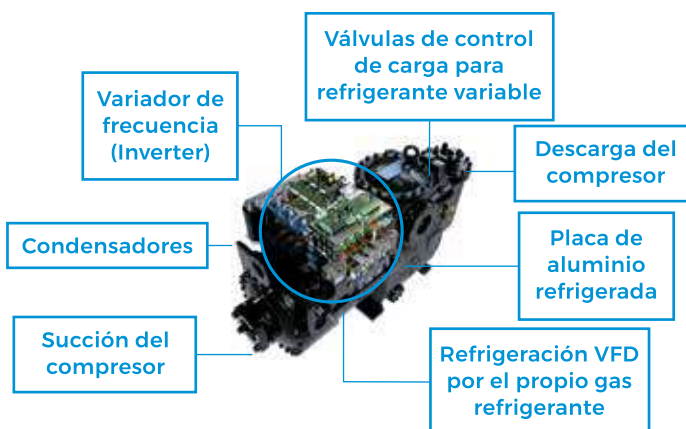 Válvulas de control
de carga para
refrigerante variable
Variador de
frecuencia
(Inverter)
Descarga del
compresor
Condensadores
Placa de
aluminio
refrigerada
Succión del
compresor
Refrigeración VFD
por el propio gas
refrigerante